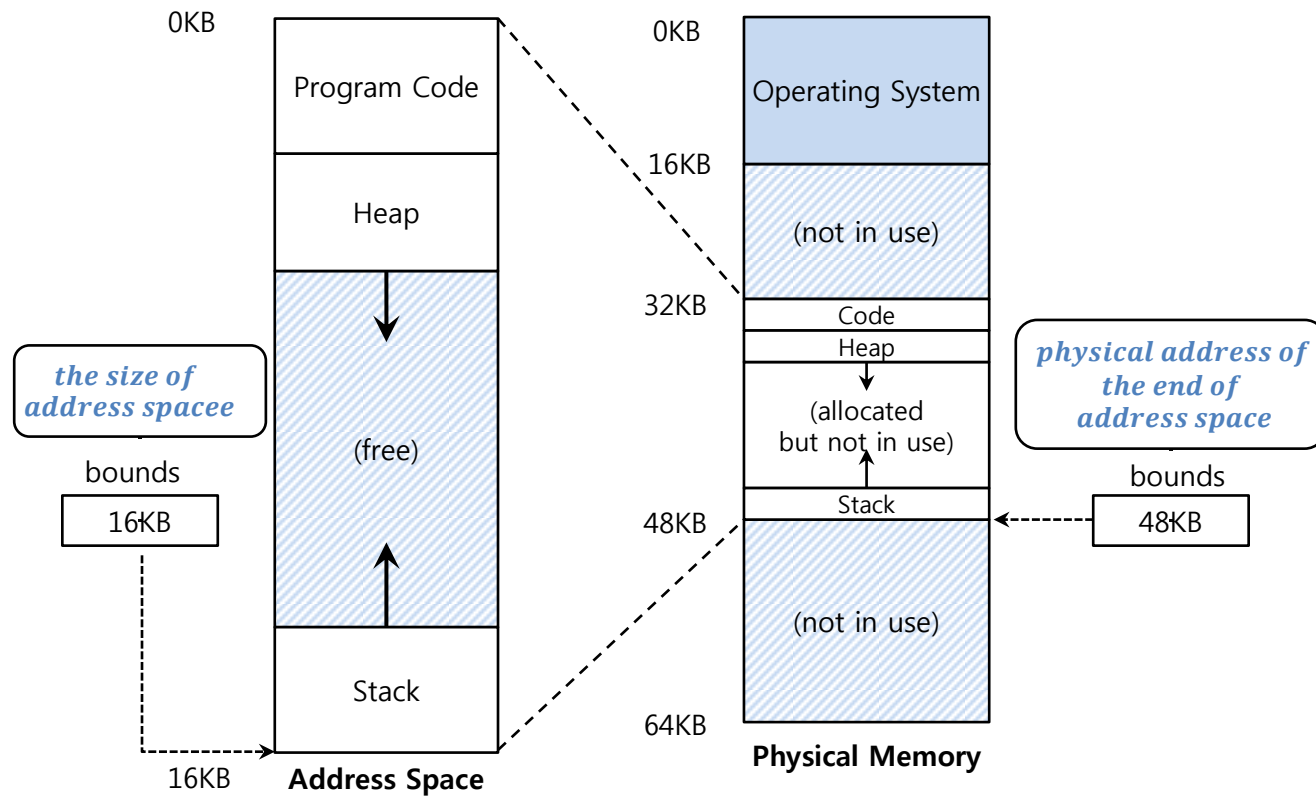 0KB
Program Code
Heap
the size of
address spacee
(free)
bounds
16KB
Stack
16KB
Address Space
0KB
Operating System
16KB
(not in use)
32KB
Code
Heap
(allocated
but not in use)
Stack
48KB
(not in use)
64KB
Physical Memory
physical address of
the end of
address space
bounds
48KB